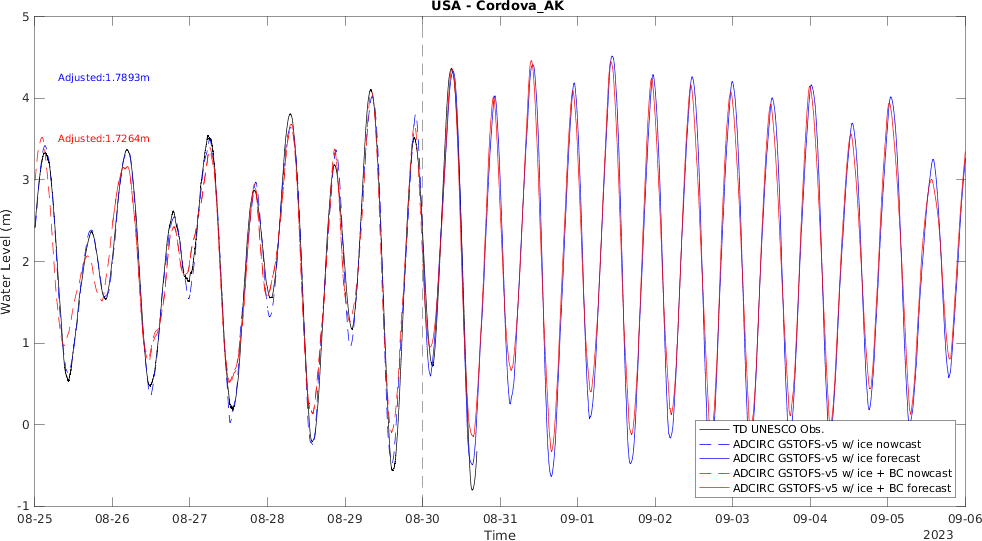 USA - Cordova_AK
5
Adjusted:1.7893m
4
Adjusted:1.7264m
3
2
1
0
-1
Water Level (m)
TD UNESCO Obs.
ADCIRC GSTOFS-v5 w/ ice nowcast
ADCIRC GSTOFS-v5 w/ ice forecast
ADCIRC GSTOFS-v5 w/ ice + BC nowcast
ADCIRC GSTOFS-v5 w/ ice + BC forecast
08-25 08-26 08-27 08-28 08-29 08-30 08-31 09-01 09-02 09-03 09-04 09-05 09-06
Time
2023